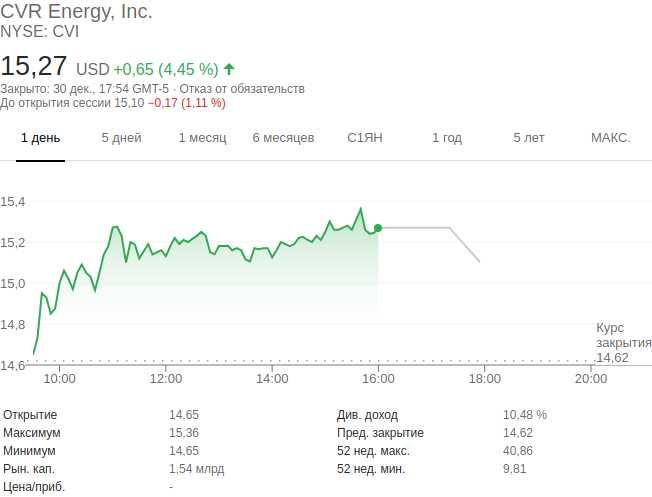 CVR Energy, Inc.
NYSE: CVI
15,27 USD +0,65 (4,45 %)
Закрыто: 30 дек., 17:54 GMT-5 · Отказ от обязательств
До открытия сессии 15,10 −0,17 (1,11 %)
1 день 5 дней 1 месяц 6 месяцев С1ЯН 1 год 5 лет МАКС.
15,4
15,2
15,0
14,8
Курс
закрытия
14,62
14,6
10:00 12:00 14:00 16:00 18:00 20:00
Открытие 14,65 Див. доход 10,48 %
Максимум 15,36 Пред. закрытие 14,62
Минимум 14,65 52 нед. макс. 40,86
Рын. кап. 1,54 млрд 52 нед. мин. 9,81
Цена/приб. -